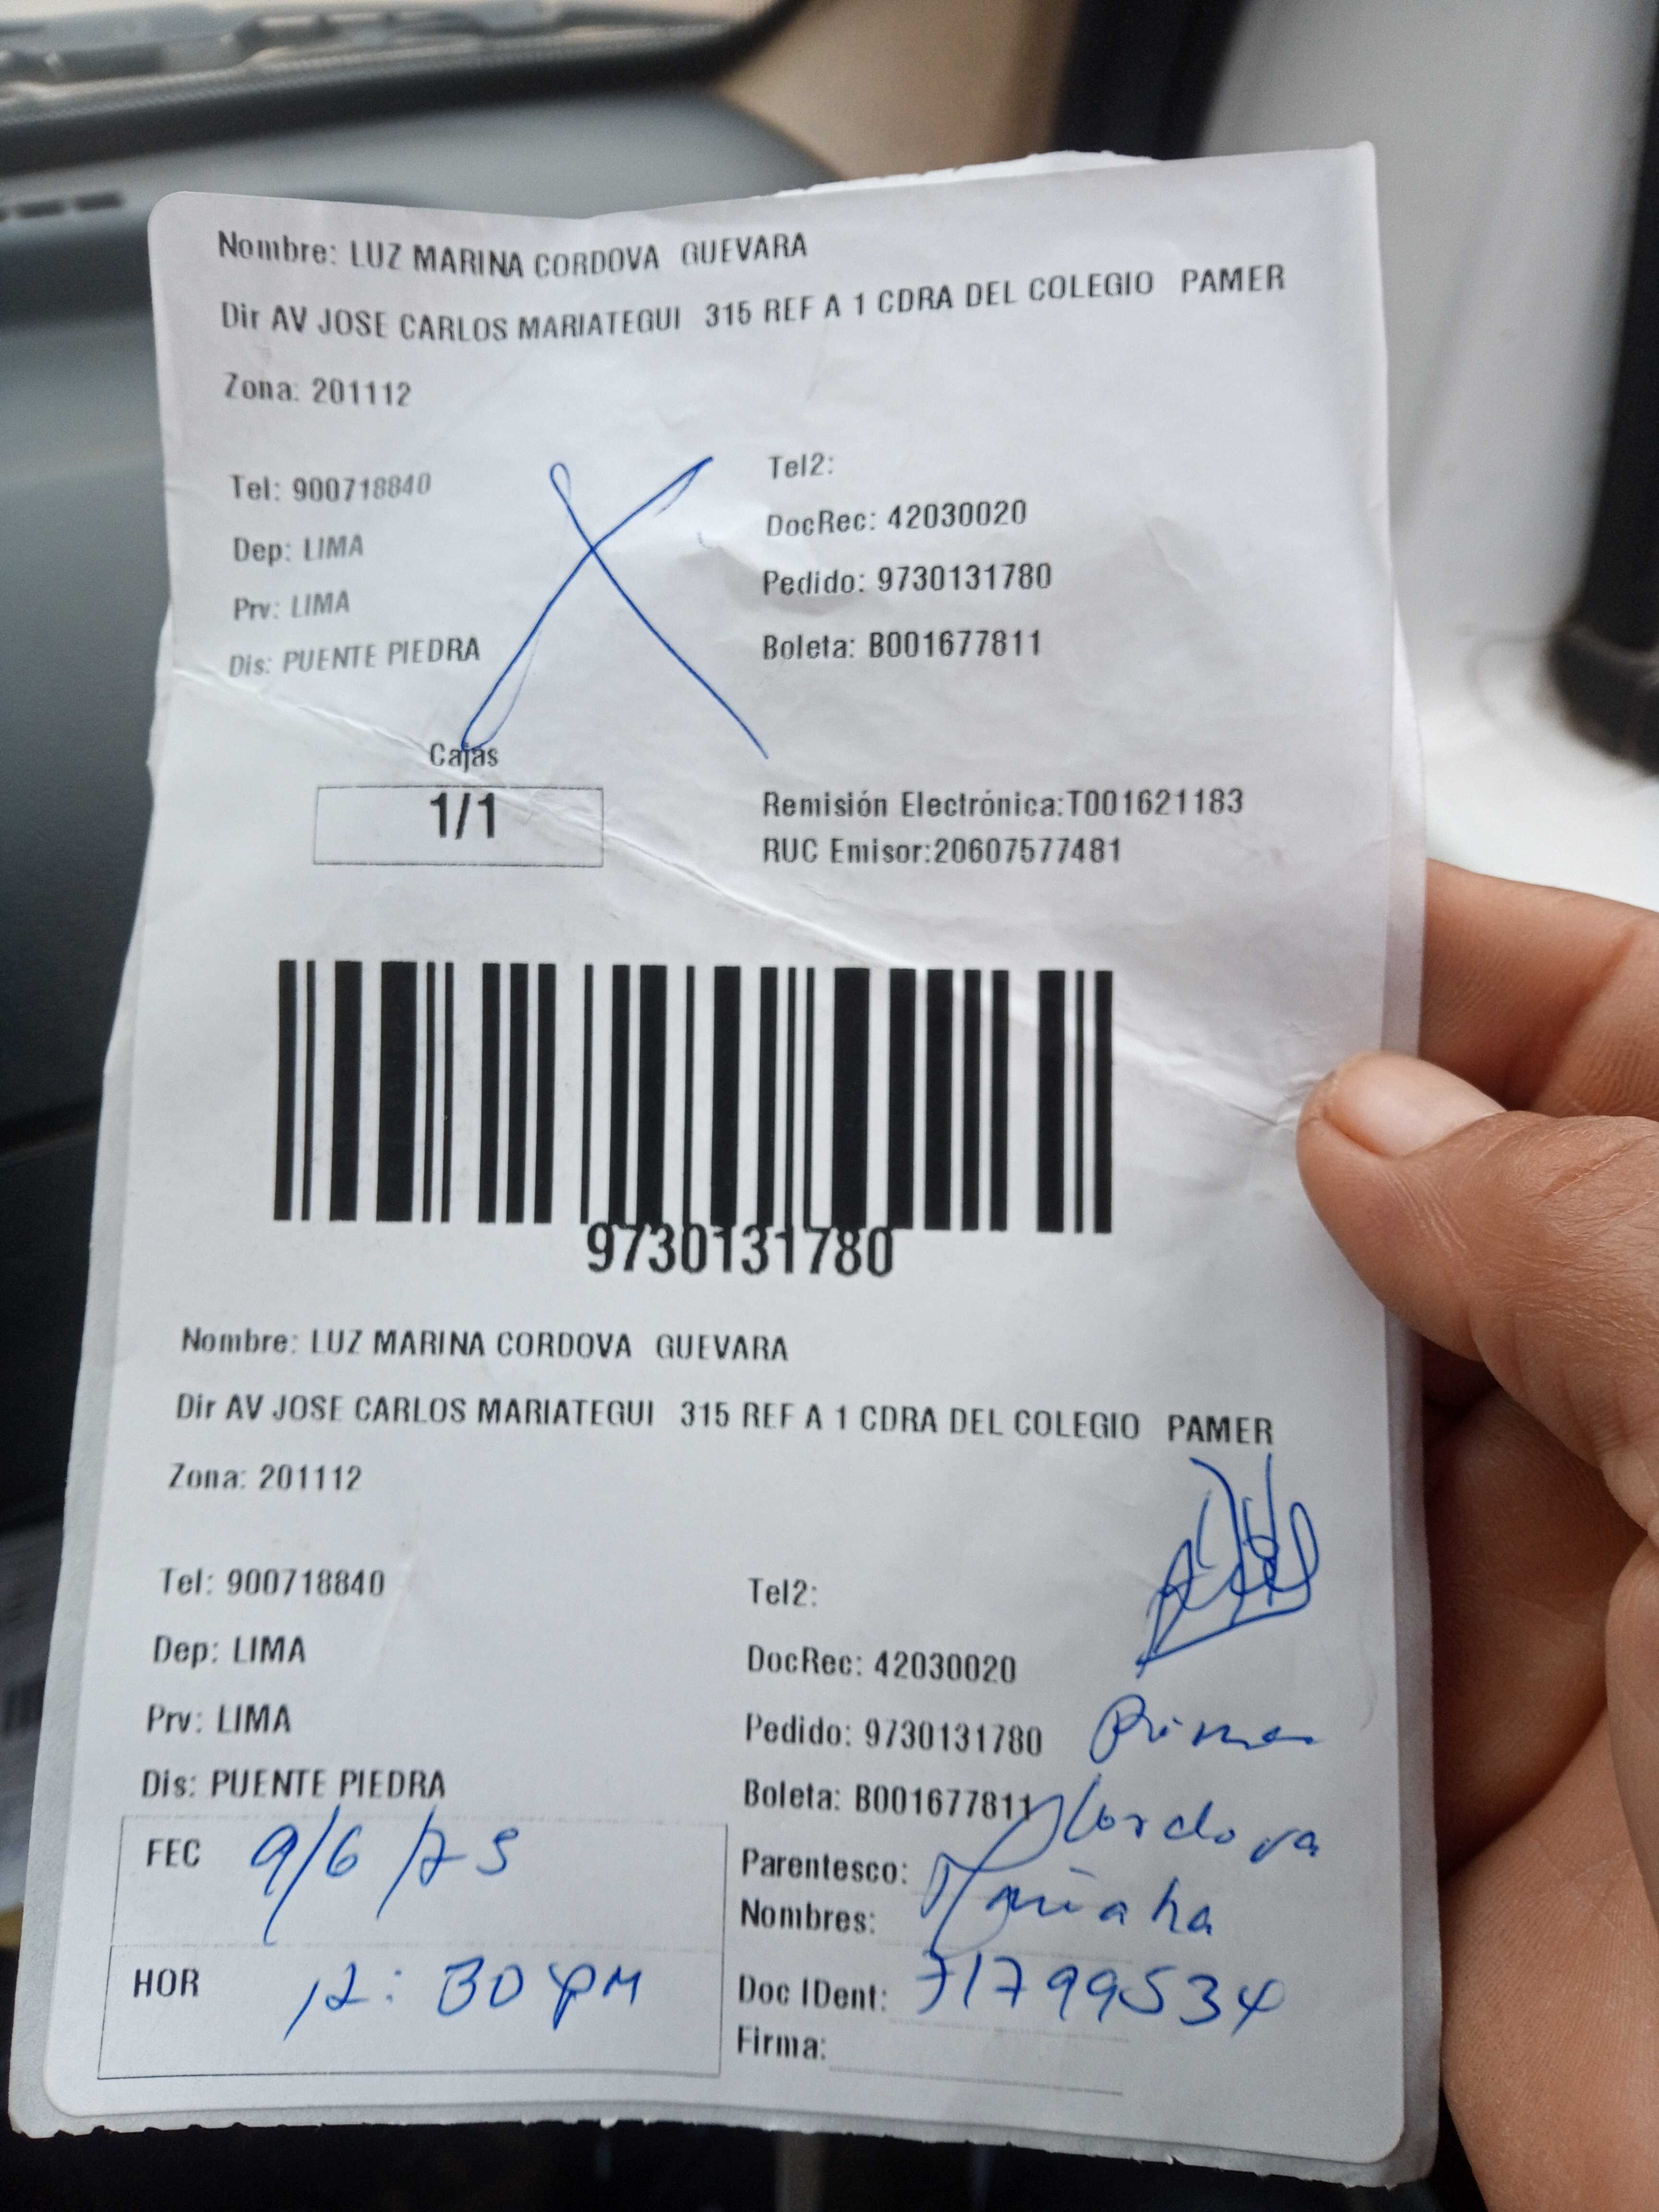 Nombre: LUZ MARINA CORDOVA GUEVARA
Dir AV JOSE CARLOS MARIATEGUI 315 REF A 1 CDRA DEL COLEGIO PAMER
Zona: 201112
Tel: 900718840 Tel2:
Dep: LIMA DocRec: 42030020
Prv: LIMA Pedido: 9730131780
Dis: PUENTE PIEDRA Boleta: B001677811
Cajas
1/1 Remisión Electrónica:T001621183
RUC Emisor:20607577481
9730131780
Nombre: LUZ MARINA CORDOVA GUEVARA
Dir AV JOSE CARLOS MARIATEGUI 315 REF A 1 CDRA DEL COLEGIO PAMER
Zona: 201112
Tel: 900718840 Tel2:
Dep: LIMA DocRec: 42030020
Prv: LIMA Pedido: 9730131780
Dis: PUENTE PIEDRA Boleta: B001677811
Cordova
FEC 9/6/25 Parentesco:
Nombres:
HOR 12:30 pm Doc IDent: 71799534
Firma: